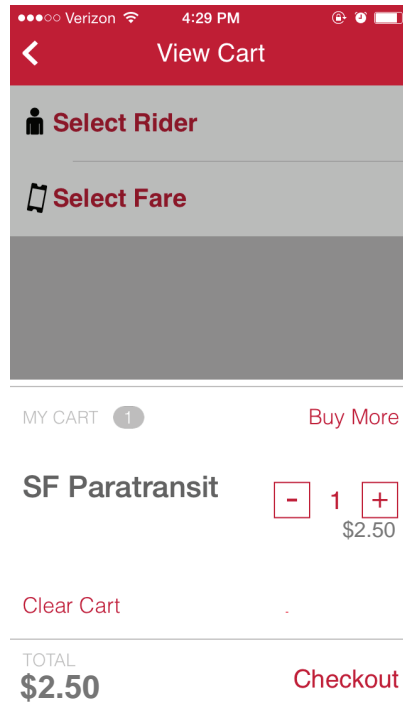 Verizon 4:29 PM
View Cart
Select Rider
Select Fare
MY CART 1 Buy More
SF Paratransit - 1 +
$2.50
Clear Cart
TOTAL
$2.50 Checkout